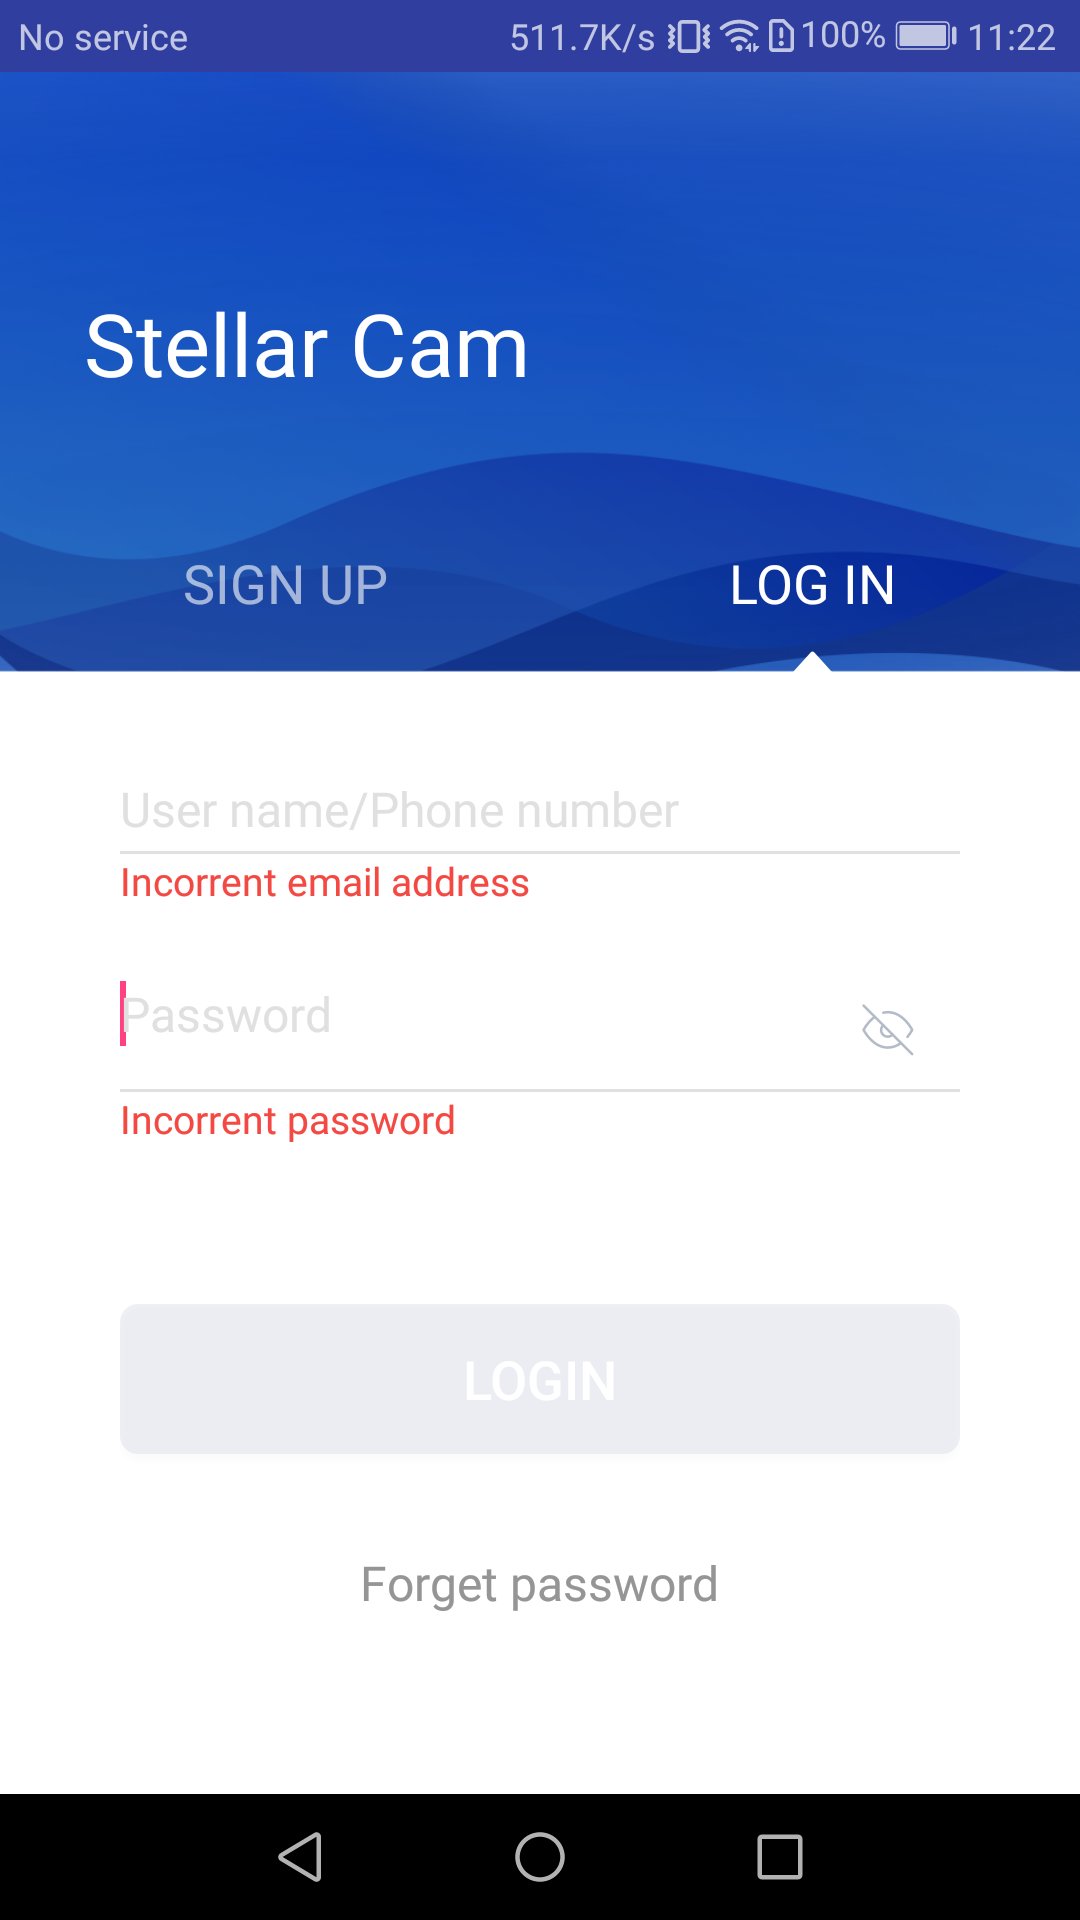 No service 511.7K/s 100% 11:22
Stellar Cam
SIGN UP LOG IN
User name/Phone number
Incorrent email address
Password
Incorrent password
LOGIN
Forget password